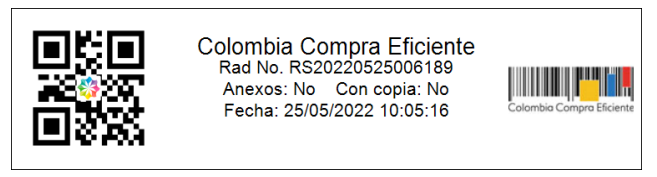 Colombia Compra Eficiente
Rad No. RS20220525006189
Anexos: No    Con copia: No
Fecha: 25/05/2022 10:05:16
Colombia Compra Eficiente